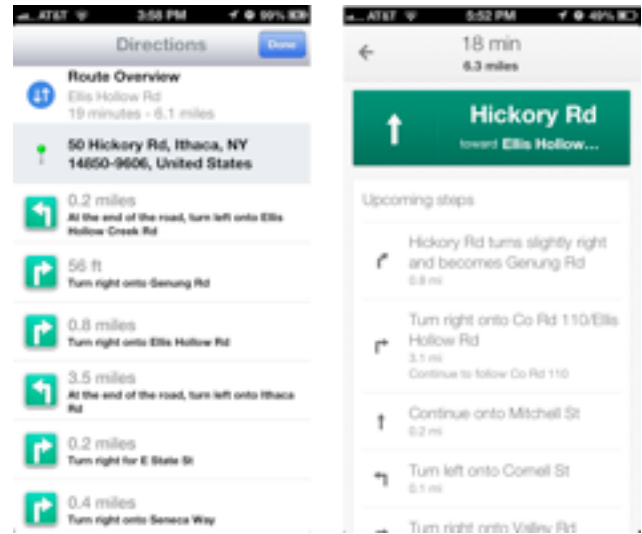 AT&T 3:58 PM 99%
Directions Done
Route Overview
Ellis Hollow Rd
19 minutes - 6.1 miles
50 Hickory Rd, Ithaca, NY
14850-9606, United States
0.2 miles
At the end of the road, turn left onto Ellis
Hollow Creek Rd
56 ft
Turn right onto Genung Rd
0.8 miles
Turn right onto Ellis Hollow Rd
3.5 miles
At the end of the road, turn left onto Ithaca
Rd
0.2 miles
Turn right for E State St
0.4 miles
Turn right onto Seneca Way
AT&T 5:52 PM 49%
18 min
6.3 miles
Hickory Rd
toward Ellis Hollow...
Upcoming steps
Hickory Rd turns slightly right
and becomes Genung Rd
0.8 mi
Turn right onto Co Rd 110/Ellis
Hollow Rd
3.1 mi
Continue to follow Co Rd 110
Continue onto Mitchell St
0.2 mi
Turn left onto Cornell St
0.1 mi
Turn right onto Valley Rd